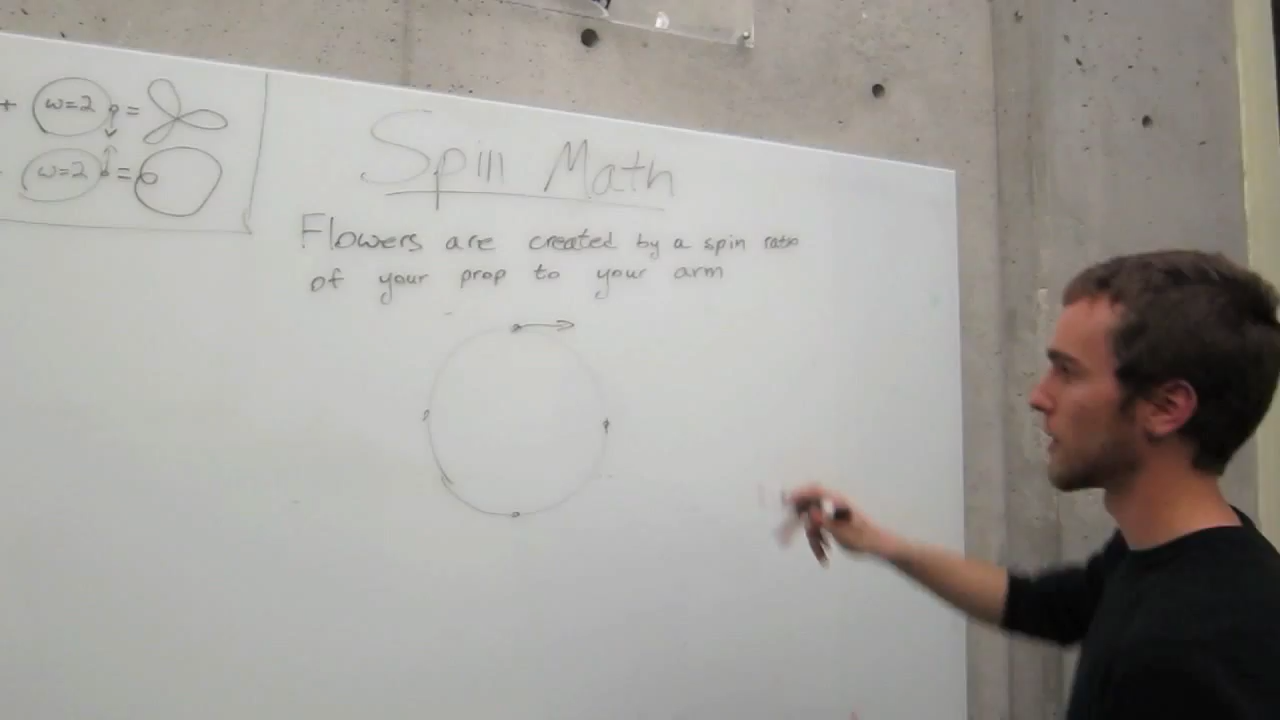 + w=2 =
w=2 =
Spin Math
Flowers are created by a spin ratio
of your prop to your arm